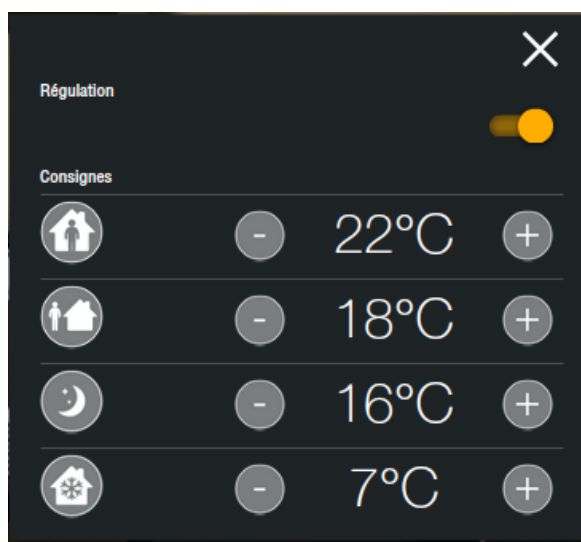 Régulation
Consignes
- 22°C +
- 18°C +
- 16°C +
- 7°C +